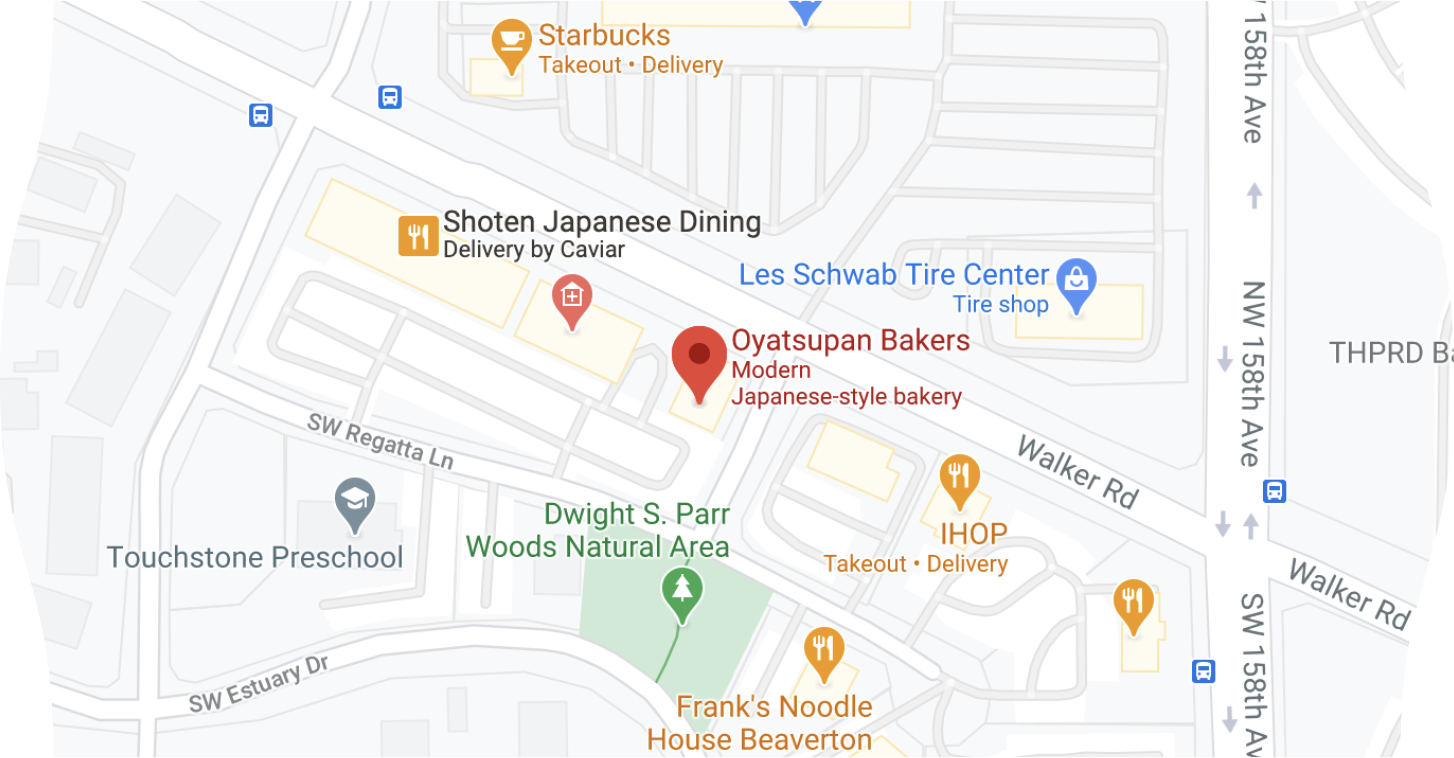 Starbucks
Takeout • Delivery
158th Ave
Shoten Japanese Dining
Delivery by Caviar
Les Schwab Tire Center
Tire shop
NW 158th Ave
Oyatsupan Bakers
Modern
Japanese-style bakery
THPRD Ba
SW Regatta Ln
Walker Rd
Dwight S. Parr
Woods Natural Area
Touchstone Preschool
IHOP
Takeout • Delivery
Walker Rd
SW 158th Av
SW Estuary Dr
Frank's Noodle
House Beaverton